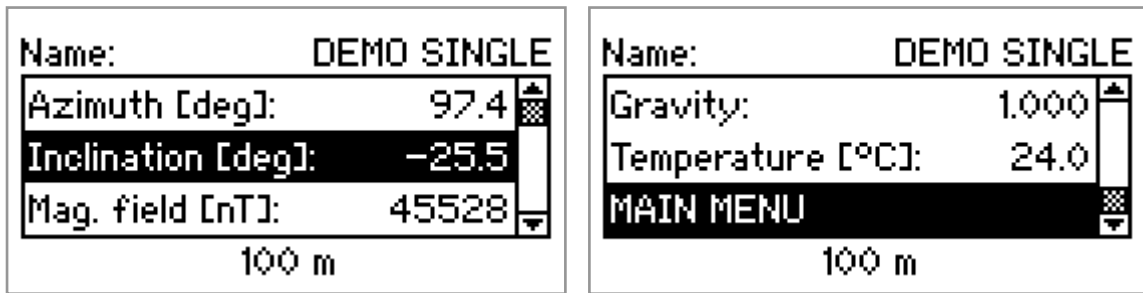 Name: DEMO SINGLE
Azimuth [deg]: 97.4
Inclination [deg]: -25.5
Mag. field [nT]: 45528
100 m
Name: DEMO SINGLE
Gravity: 1.000
Temperature [ºC]: 24.0
MAIN MENU
100 m